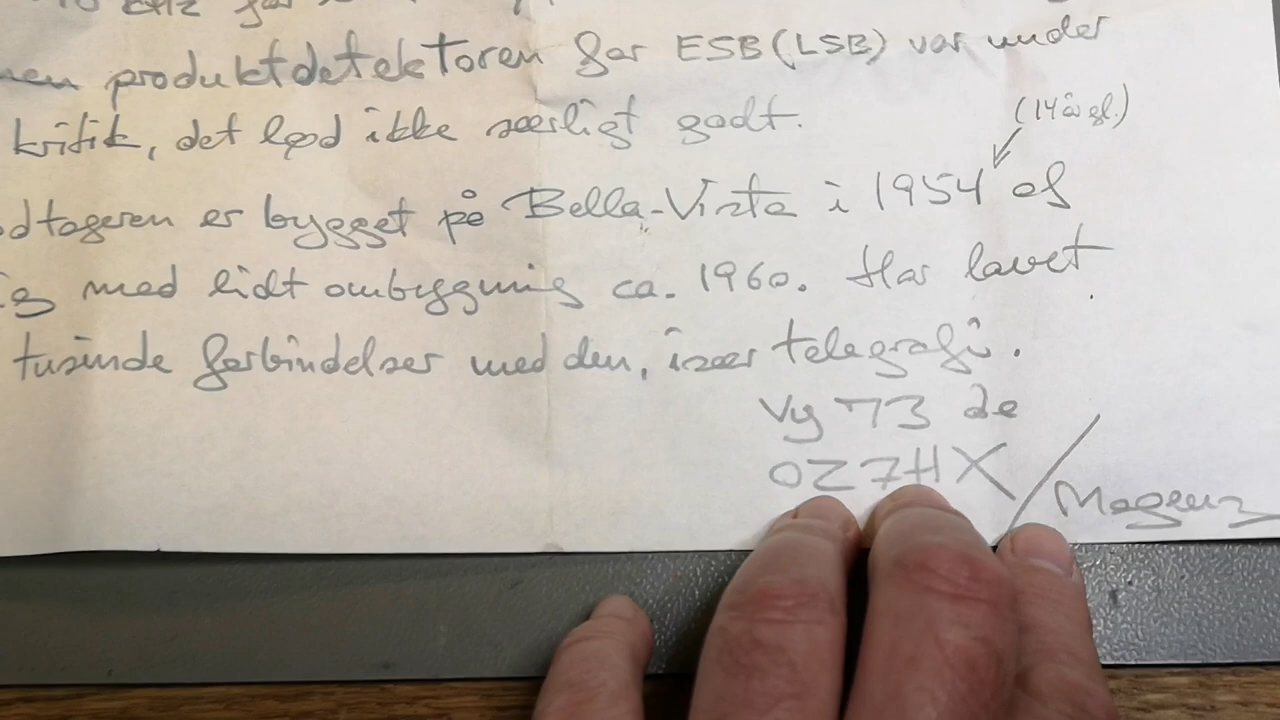 produktdetektoren for ESB (LSB) var under
kritik, det lød ikke særligt godt.
(14 år gl.)
er bygget på Bella-Vista i 1954 af
med lidt ombygning ca. 1960. Har lavet
tusinde forbindelser med den, især telegrafi.
Vy 73 de
OZ7HX / Mogens